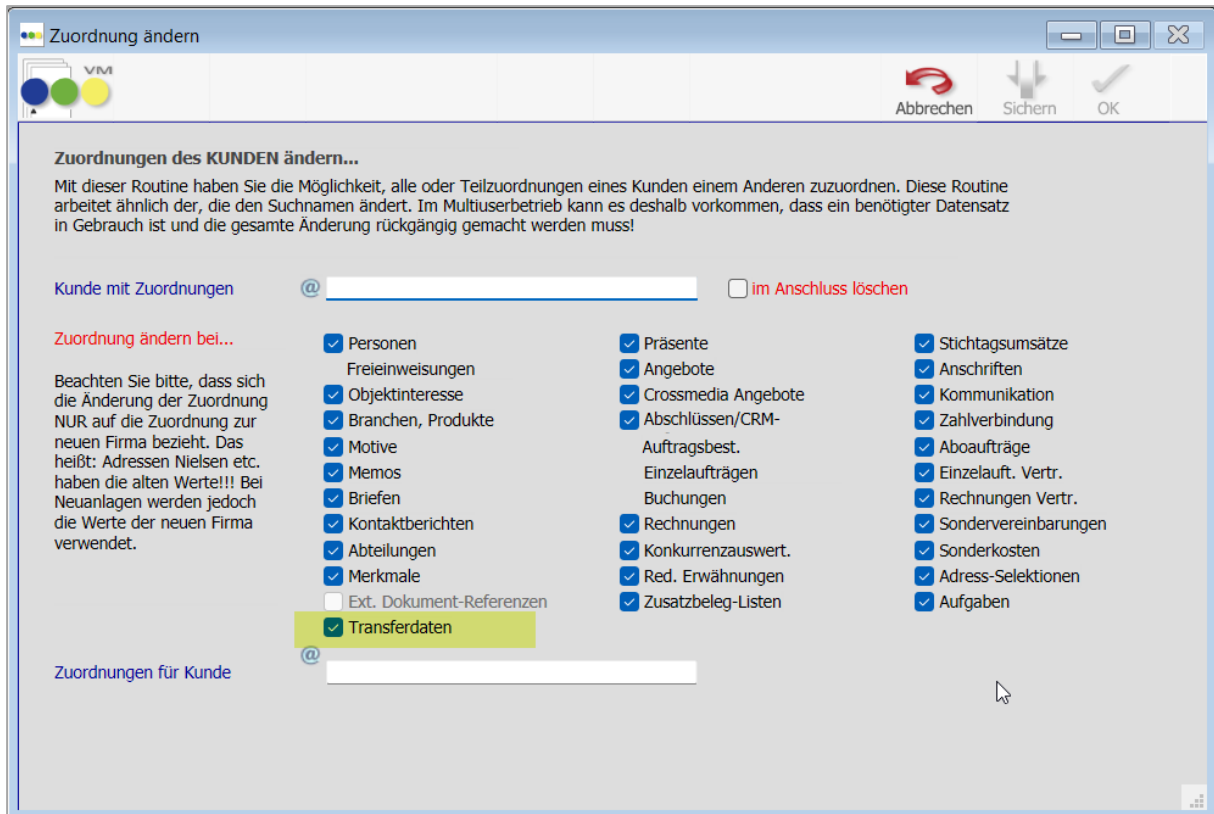 Zuordnung ändern
VM
Abbrechen Sichern OK
Zuordnungen des KUNDEN ändern...
Mit dieser Routine haben Sie die Möglichkeit, alle oder Teilzuordnungen eines Kunden einem Anderen zuzuordnen. Diese Routine
arbeitet ähnlich der, die den Suchnamen ändert. Im Multiuserbetrieb kann es deshalb vorkommen, dass ein benötigter Datensatz
in Gebrauch ist und die gesamte Änderung rückgängig gemacht werden muss!
Kunde mit Zuordnungen @ im Anschluss löschen
Zuordnung ändern bei...
Beachten Sie bitte, dass sich
die Änderung der Zuordnung
NUR auf die Zuordnung zur
neuen Firma bezieht. Das
heißt: Adressen Nielsen etc.
haben die alten Werte!!! Bei
Neuanlagen werden jedoch
die Werte der neuen Firma
verwendet.
Personen
Freieinweisungen
Objektinteresse
Branchen, Produkte
Motive
Memos
Briefen
Kontaktberichten
Abteilungen
Merkmale
Ext. Dokument-Referenzen
Transferdaten
Präsente
Angebote
Crossmedia Angebote
Abschlüssen/CRM-
Auftragsbest.
Einzelaufträgen
Buchungen
Rechnungen
Konkurrenzauswert.
Red. Erwähnungen
Zusatzbeleg-Listen
Stichtagsumsätze
Anschriften
Kommunikation
Zahlverbindung
Aboaufträge
Einzelauft. Vertr.
Rechnungen Vertr.
Sondervereinbarungen
Sonderkosten
Adress-Selektionen
Aufgaben
Zuordnungen für Kunde @